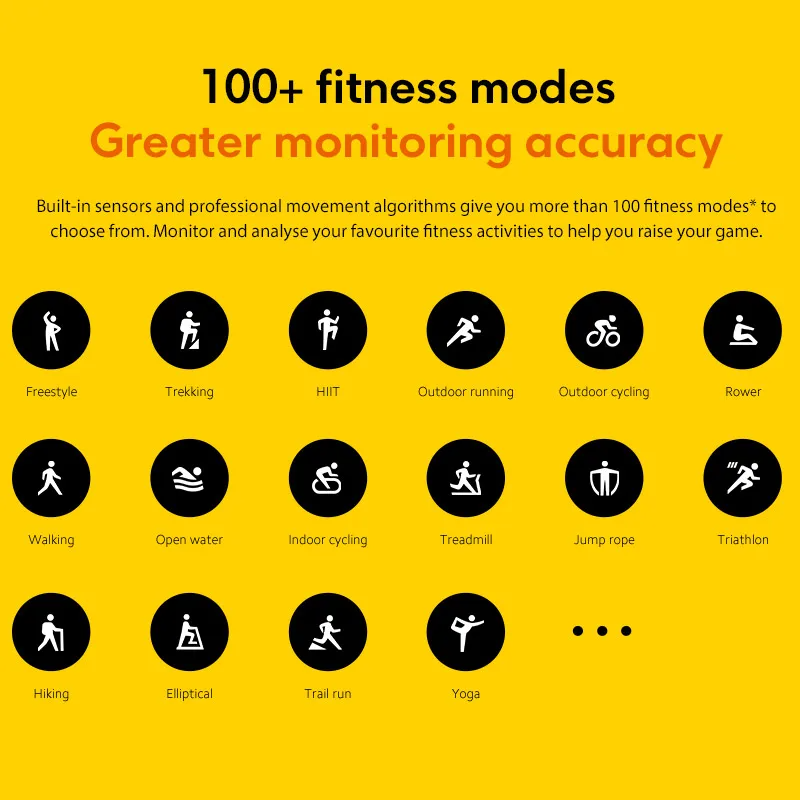 100+ fitness modes
Greater monitoring accuracy
Built-in sensors and professional movement algorithms give you more than 100 fitness modes* to
choose from. Monitor and analyse your favourite fitness activities to help you raise your game.
Freestyle Trekking HIIT Outdoor running Outdoor cycling Rower
Walking Open water Indoor cycling Treadmill Jump rope Triathlon
Hiking Elliptical Trail run Yoga